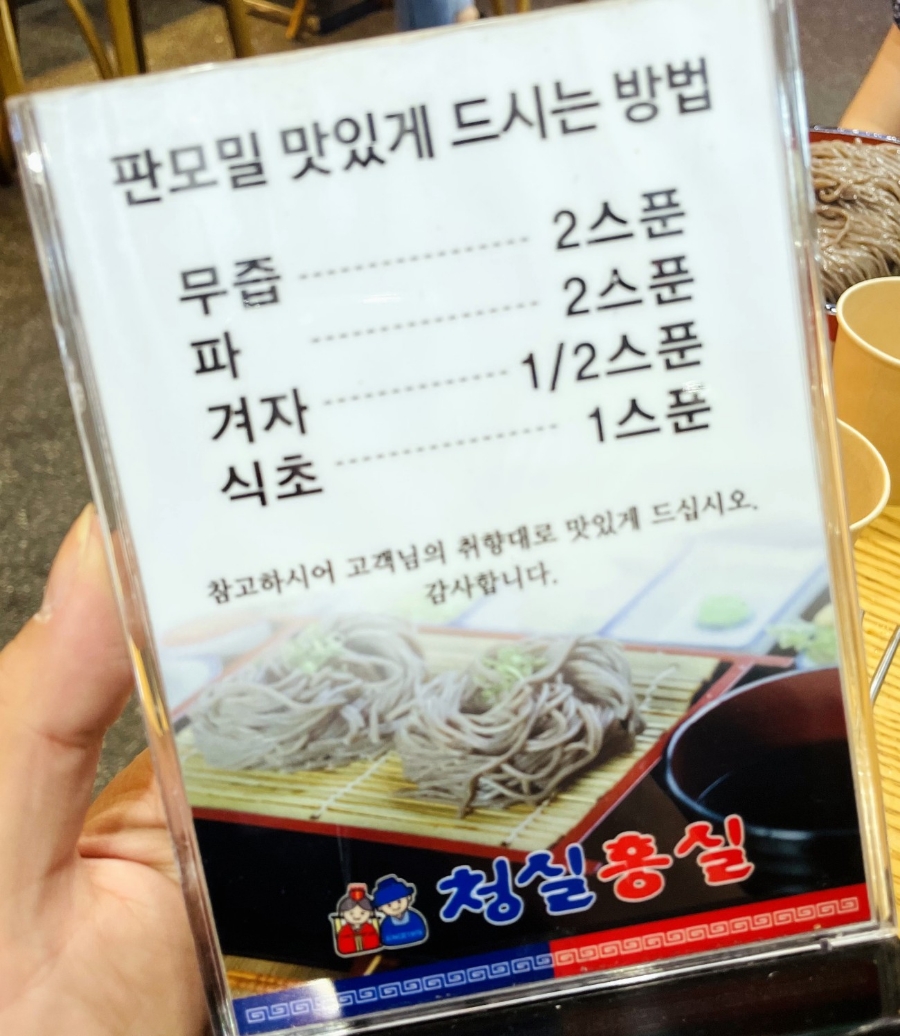 판모밀 맛있게 드시는 방법
무즙 ---------------- 2스푼
파 ---------------- 2스푼
겨자 ------------- 1/2스푼
식초 ---------------- 1스푼
참고하시어 고객님의 취향대로 맛있게 드십시오.
감사합니다.
청실홍실